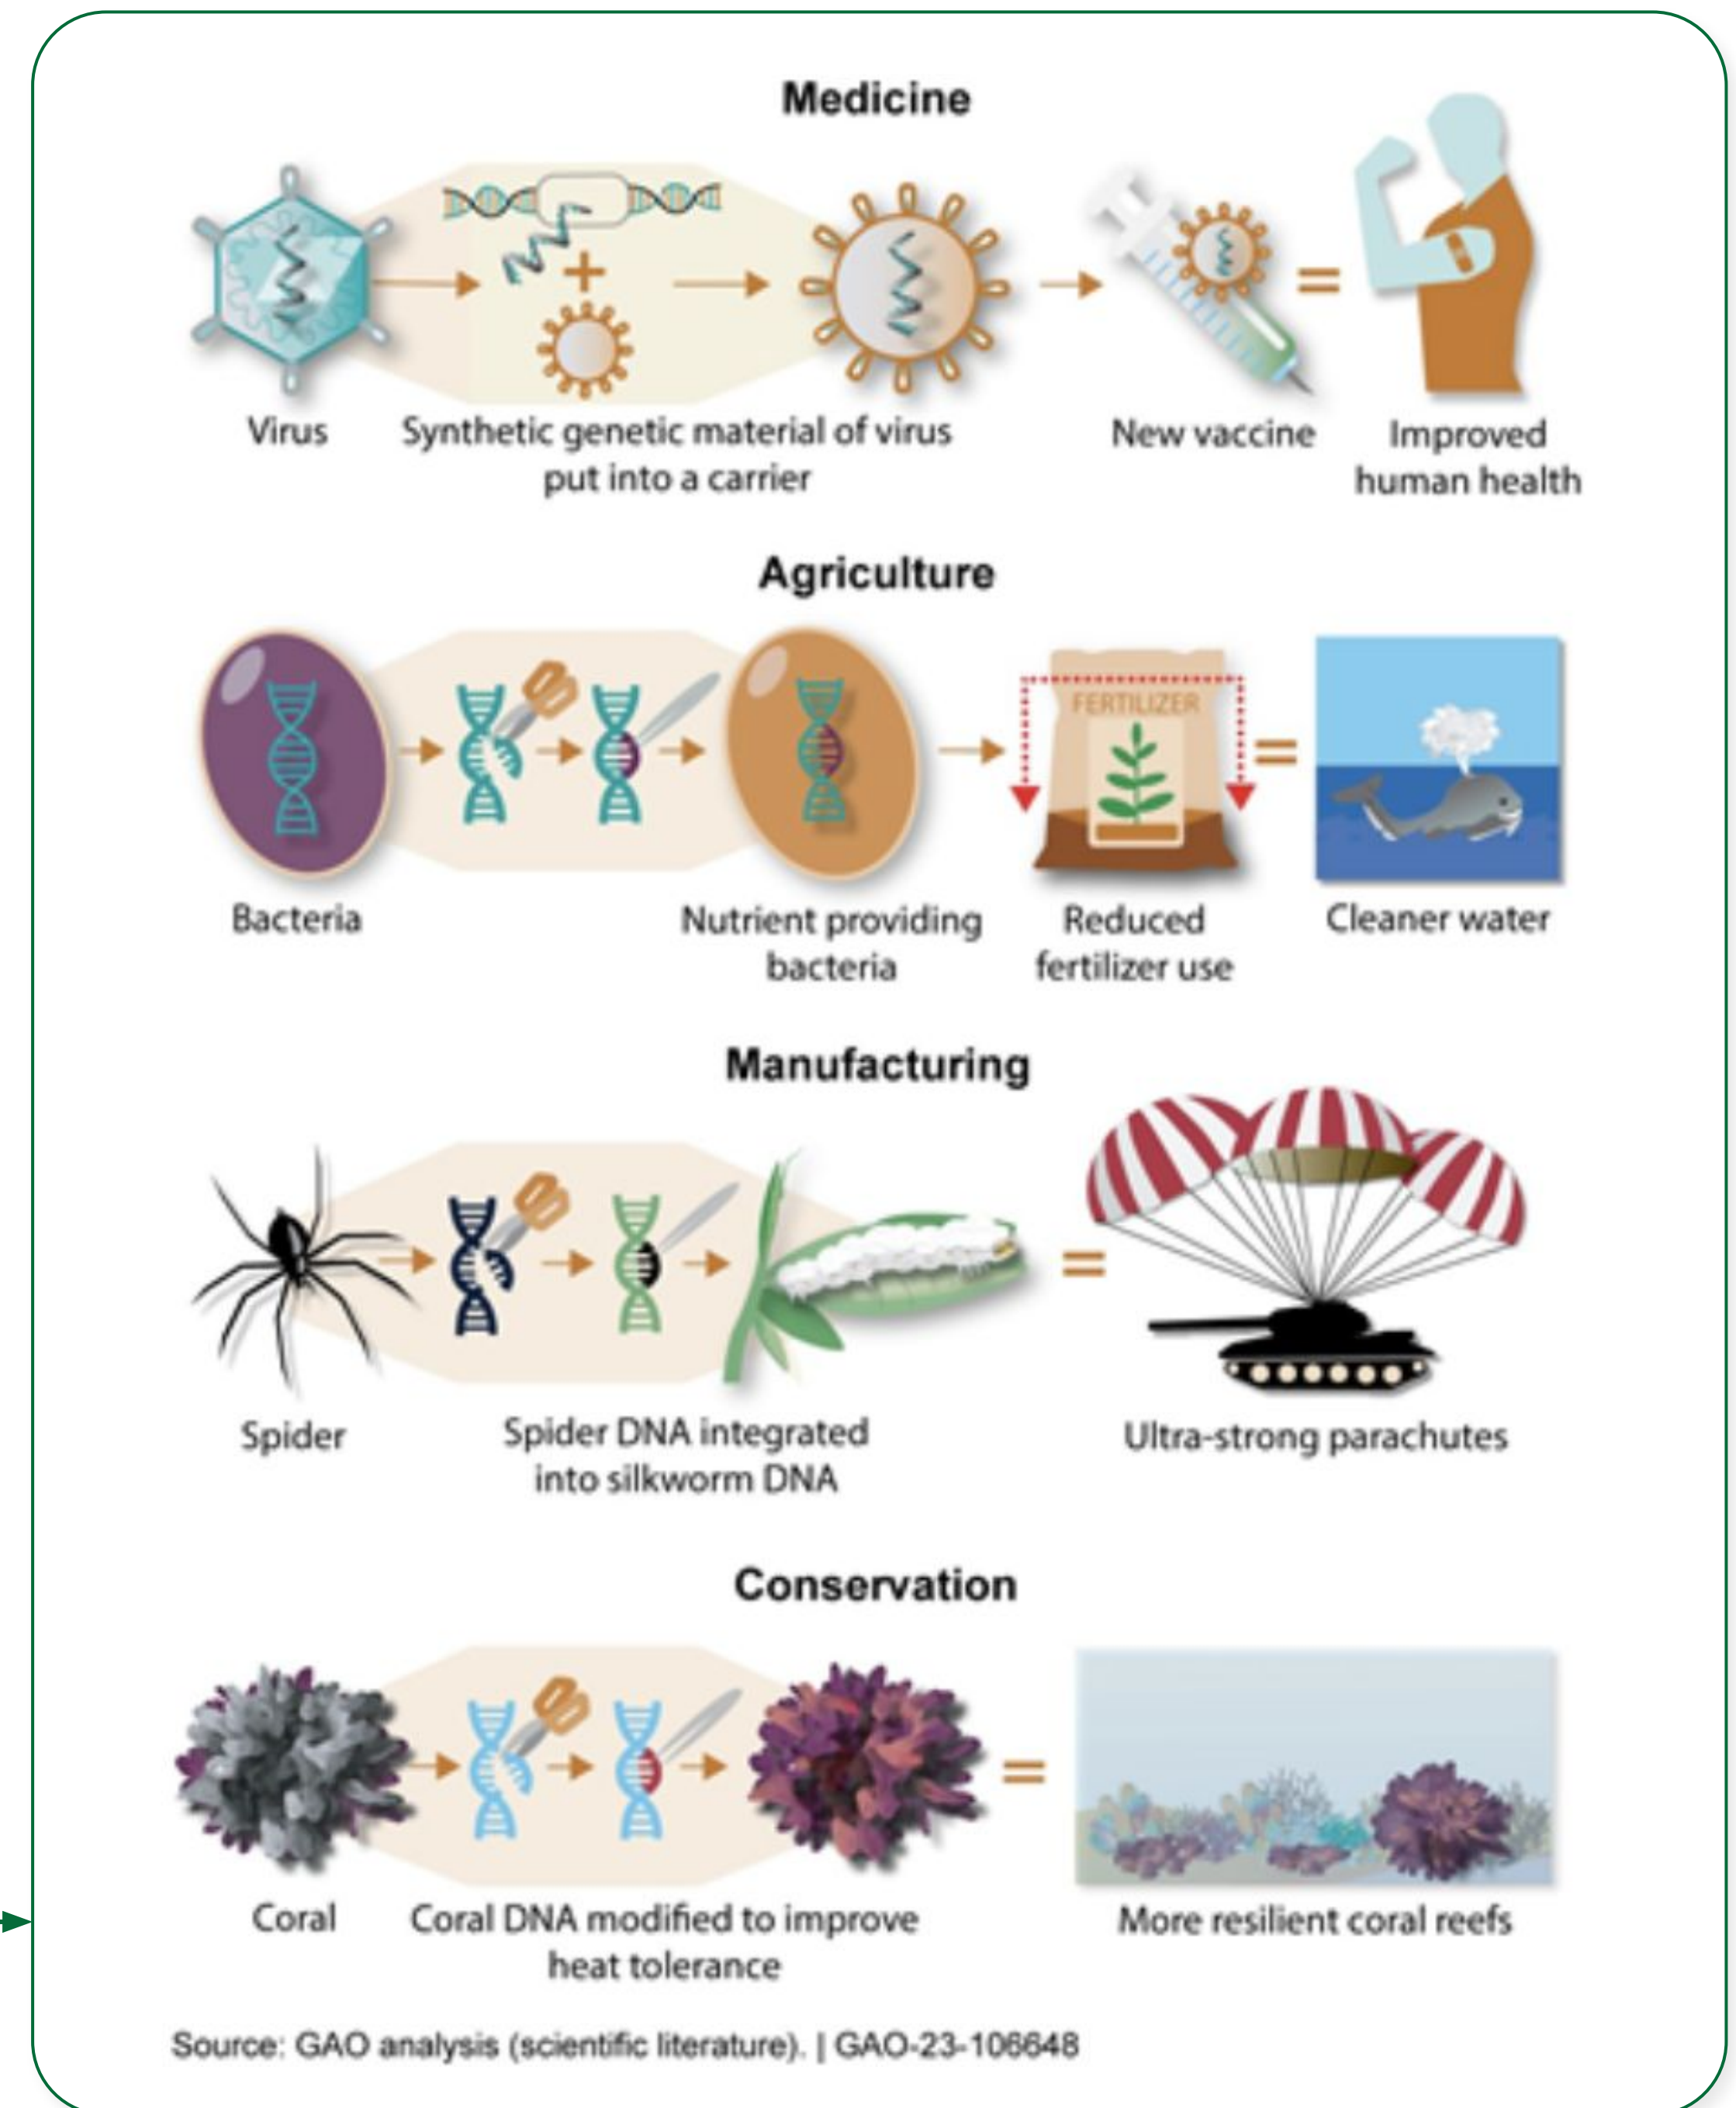 Medicine
Virus
Synthetic genetic material of virus
put into a carrier
New vaccine
Improved
human health
Agriculture
FERTILIZER
Bacteria
Nutrient providing
bacteria
Reduced
fertilizer use
Cleaner water
Manufacturing
Spider
Spider DNA integrated
into silkworm DNA
Ultra-strong parachutes
Conservation
Coral
Coral DNA modified to improve
heat tolerance
More resilient coral reefs
Source: GAO analysis (scientific literature). | GAO-23-106648